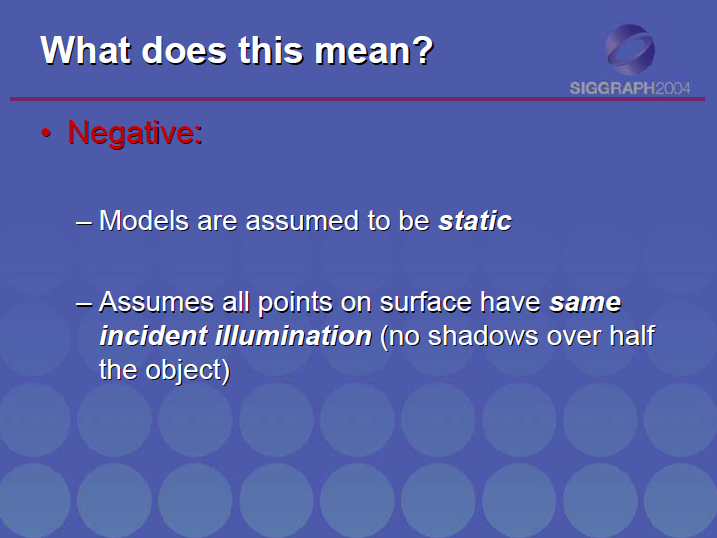 What does this mean?
SIGGRAPH2004
• Negative:
– Models are assumed to be static
– Assumes all points on surface have same
incident illumination (no shadows over half
the object)